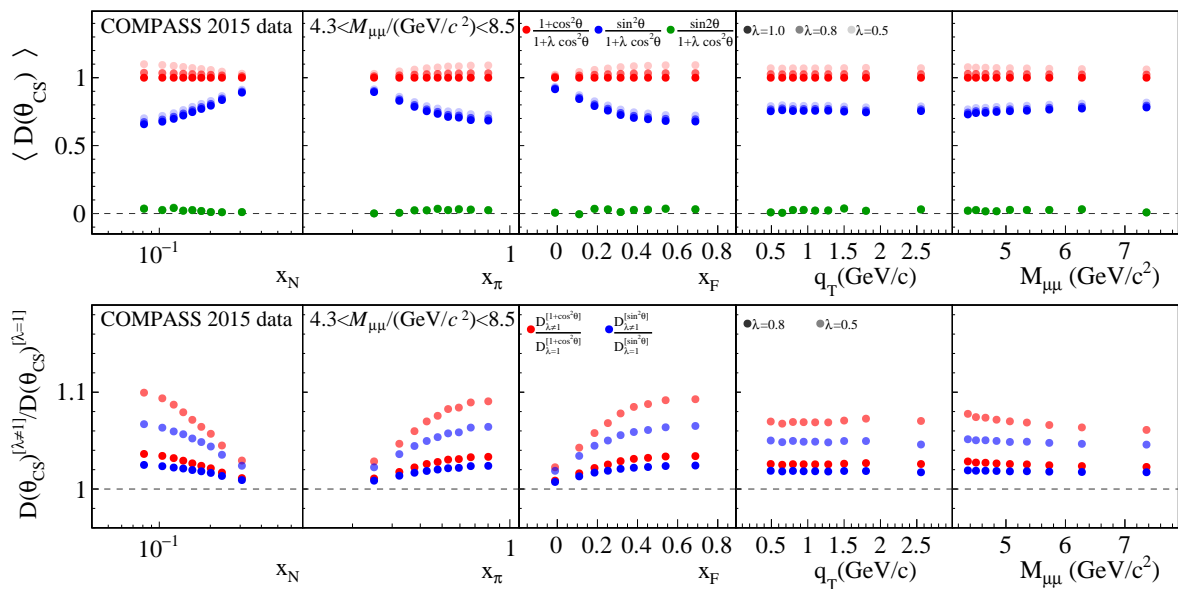 ⟨ D(θ_CS) ⟩
COMPASS 2015 data
4.3<M_μμ/(GeV/c²)<8.5
1+cos²θ / 1+λ cos²θ
sin²θ / 1+λ cos²θ
sin2θ / 1+λ cos²θ
λ=1.0 λ=0.8 λ=0.5
1
0.5
0
10⁻¹
1
0 0.2 0.4 0.6 0.8
0.5 1 1.5 2 2.5
5 6 7
x_N
x_π
x_F
q_T(GeV/c)
M_μμ (GeV/c²)
D(θ_CS)^[λ≠1]/D(θ_CS)^[λ=1]
COMPASS 2015 data
4.3<M_μμ/(GeV/c²)<8.5
D_λ≠1^[1+cos²θ] / D_λ=1^[1+cos²θ]
D_λ≠1^[sin²θ] / D_λ=1^[sin²θ]
λ=0.8 λ=0.5
1.1
1
10⁻¹
1
0 0.2 0.4 0.6 0.8
0.5 1 1.5 2 2.5
5 6 7
x_N
x_π
x_F
q_T(GeV/c)
M_μμ (GeV/c²)